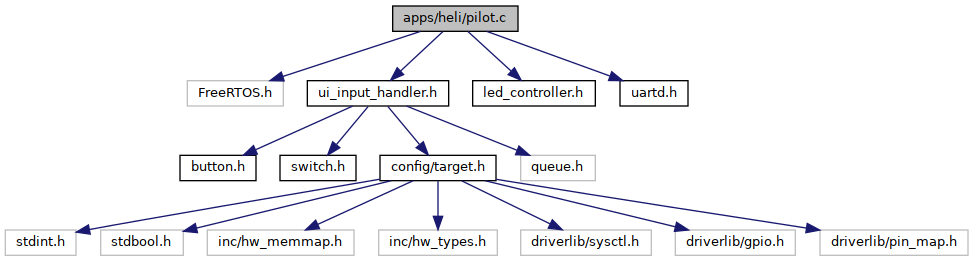 apps/heli/pilot.c
FreeRTOS.h
ui_input_handler.h
led_controller.h
uartd.h
button.h
switch.h
config/target.h
queue.h
stdint.h
stdbool.h
inc/hw_memmap.h
inc/hw_types.h
driverlib/sysctl.h
driverlib/gpio.h
driverlib/pin_map.h